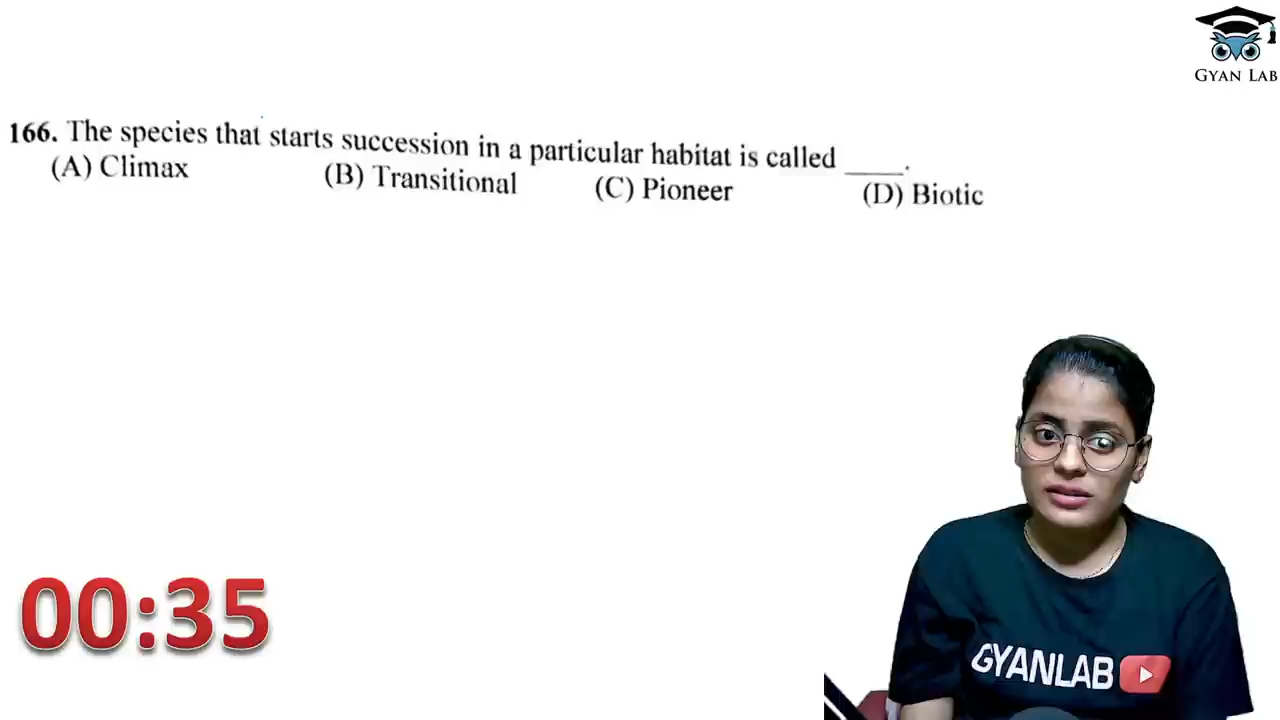 GYAN LAB
166. The species that starts succession in a particular habitat is called ____.
(A) Climax (B) Transitional (C) Pioneer (D) Biotic
00:35
GYANLAB